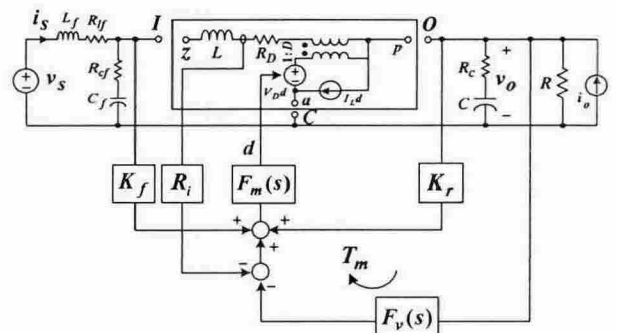 i_s L_f R_lf I O
z L R_D 1:D p
+ v_s R_cf C_f V_D d I_L d a C R_c C + v_o − R i_o
d
K_f R_i F_m(s) K_r
+ + +
− −
T_m
F_v(s)